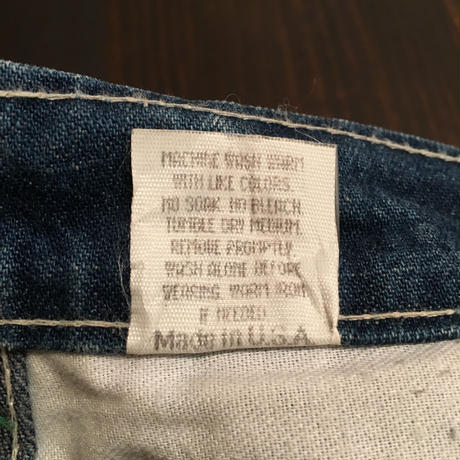 MACHINE WASH WARM
WITH LIKE COLORS
NO SOAK NO BLEACH
TUMBLE DRY MEDIUM
REMOVE PROMPTLY
WASH ALONE BEFORE
WEARING WARM IRON
IF NEEDED
Made in U.S.A